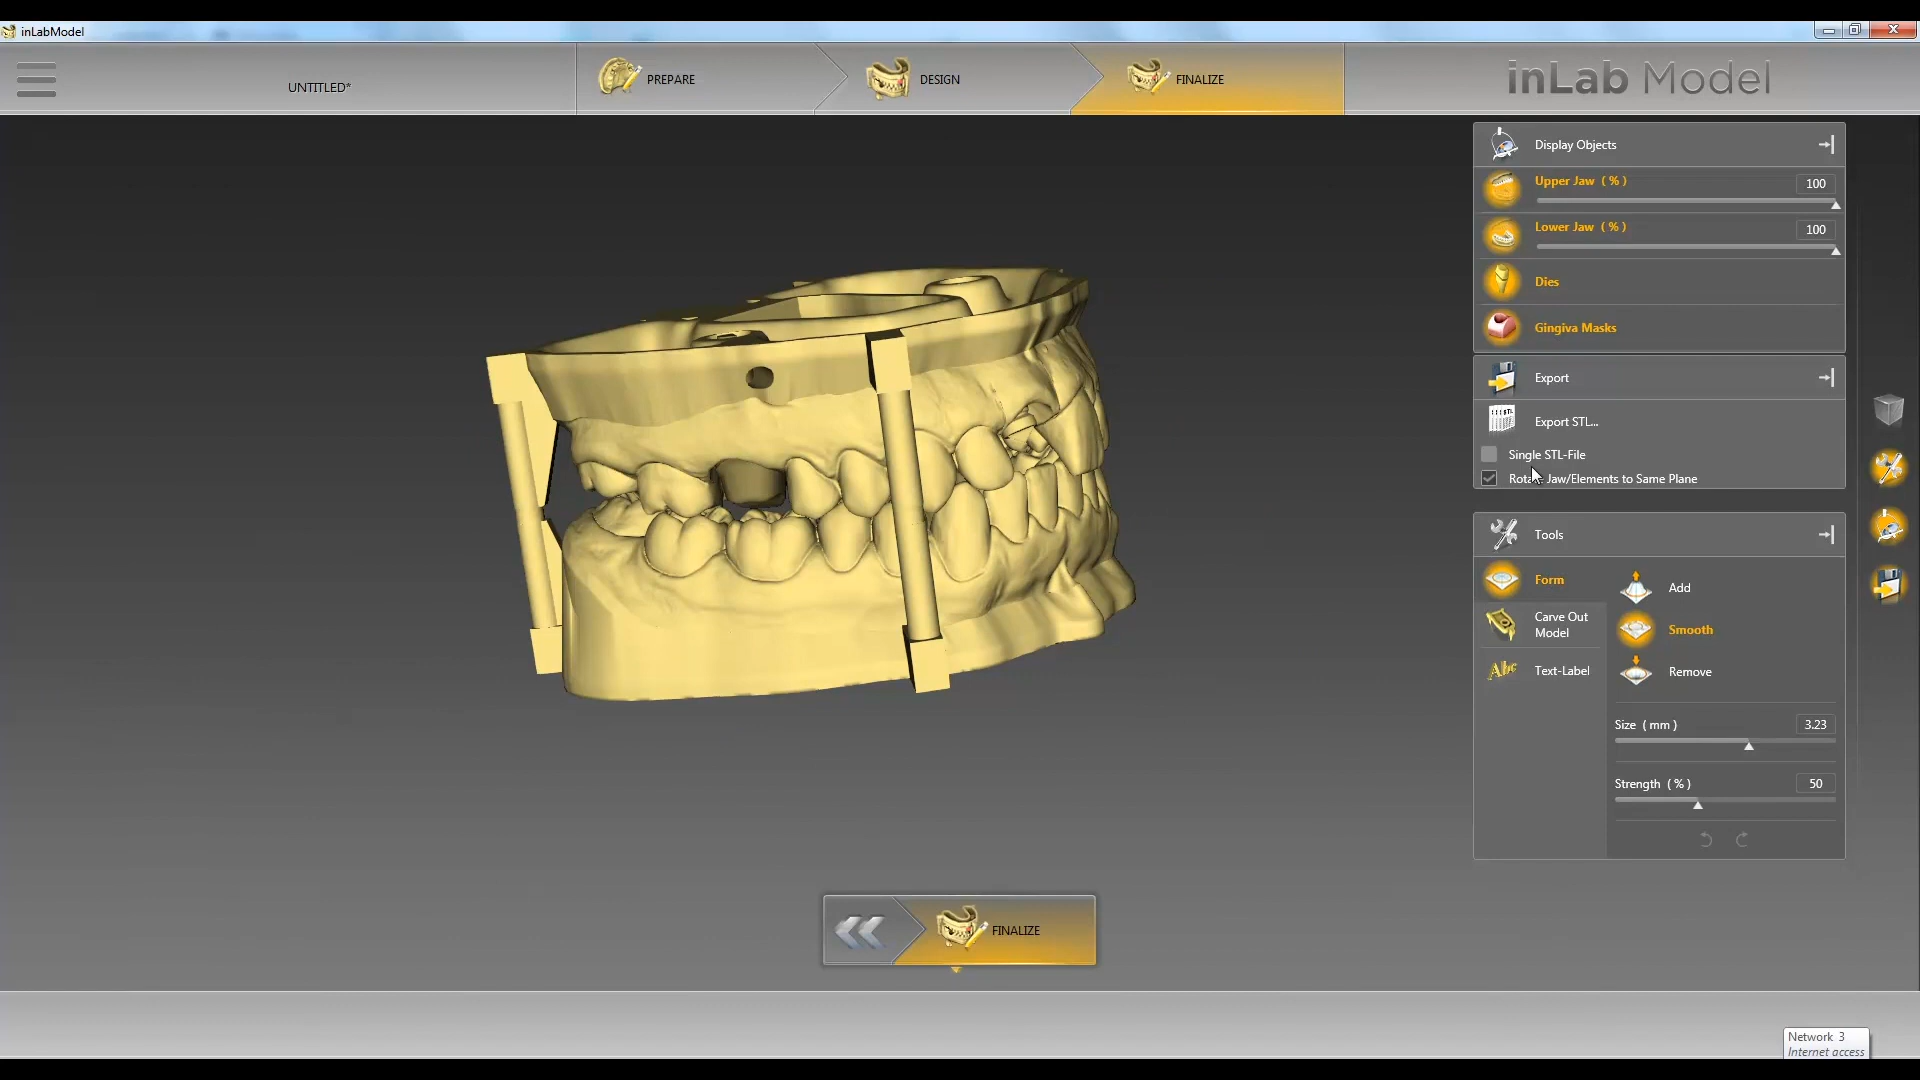 inLabModel
UNTITLED*
PREPARE
DESIGN
FINALIZE
inLab Model
Display Objects
Upper Jaw ( % )
100
Lower Jaw ( % )
100
Dies
Gingiva Masks
Export
Export STL...
Single STL-File
Rota Jaw/Elements to Same Plane
Tools
Form
Add
Carve Out
Model
Smooth
Text-Label
Abc
Remove
Size ( mm )
3.23
Strength ( % )
50
FINALIZE
Network 3
Internet access